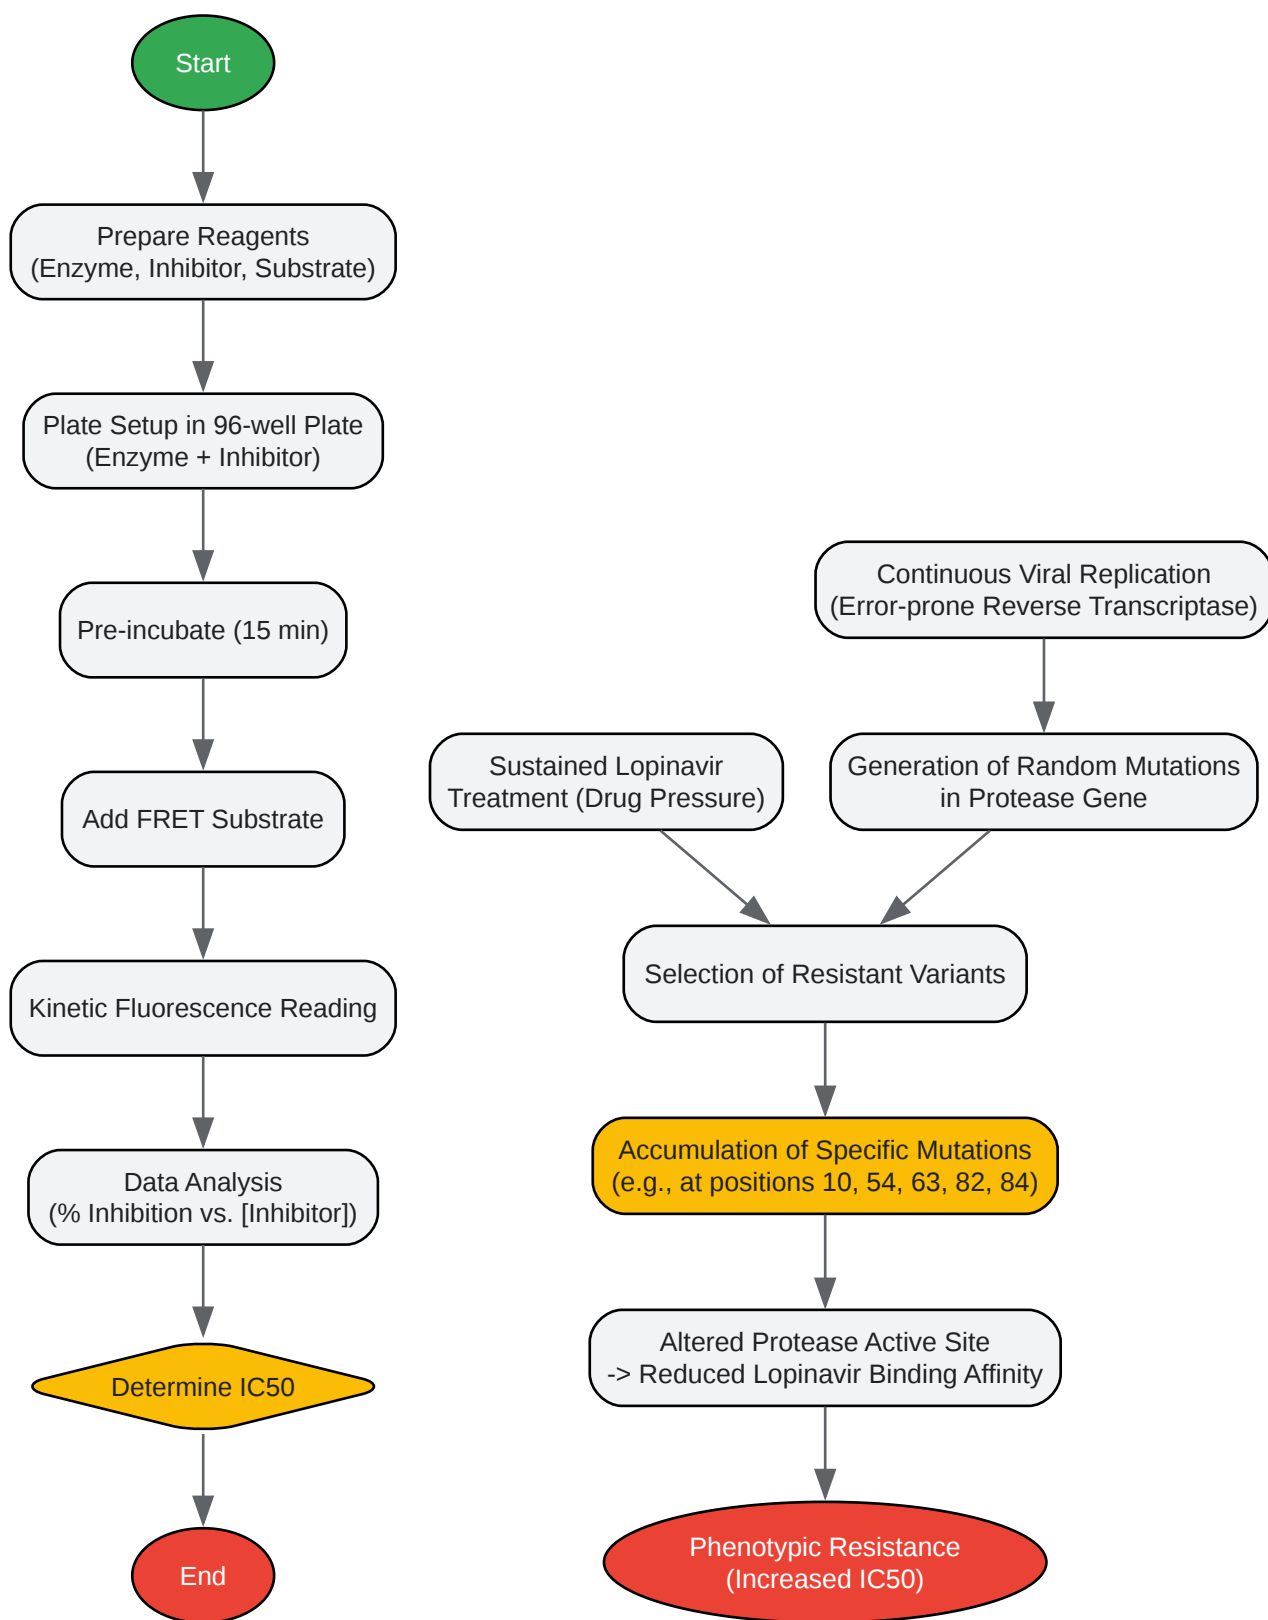 Start
Prepare Reagents
(Enzyme, Inhibitor, Substrate)
Plate Setup in 96-well Plate
(Enzyme + Inhibitor)
Pre-incubate (15 min)
Add FRET Substrate
Kinetic Fluorescence Reading
Data Analysis
(% Inhibition vs. [Inhibitor])
Determine IC50
End
Continuous Viral Replication
(Error-prone Reverse Transcriptase)
Sustained Lopinavir
Treatment (Drug Pressure)
Generation of Random Mutations
in Protease Gene
Selection of Resistant Variants
Accumulation of Specific Mutations
(e.g., at positions 10, 54, 63, 82, 84)
Altered Protease Active Site
-> Reduced Lopinavir Binding Affinity
Phenotypic Resistance
(Increased IC50)